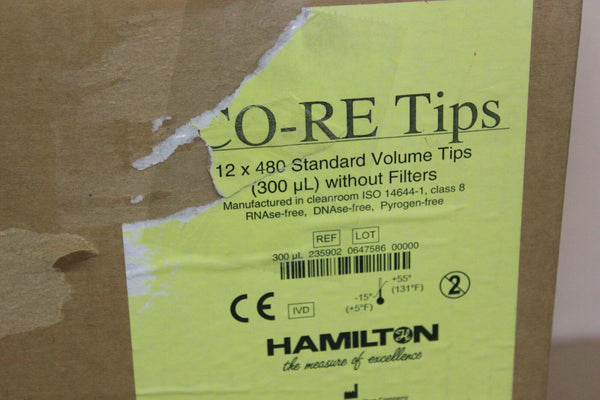 CO-RE Tips
12 x 480 Standard Volume Tips
(300 µL) without Filters
Manufactured in cleanroom ISO 14644-1, class 8
RNAse-free, DNAse-free, Pyrogen-free
REF LOT
300 µL 235902 0647586 00000
+55°
(131°F)
-15°
(+5°F)
2
CE IVD
HAMILTON
the measure of excellence